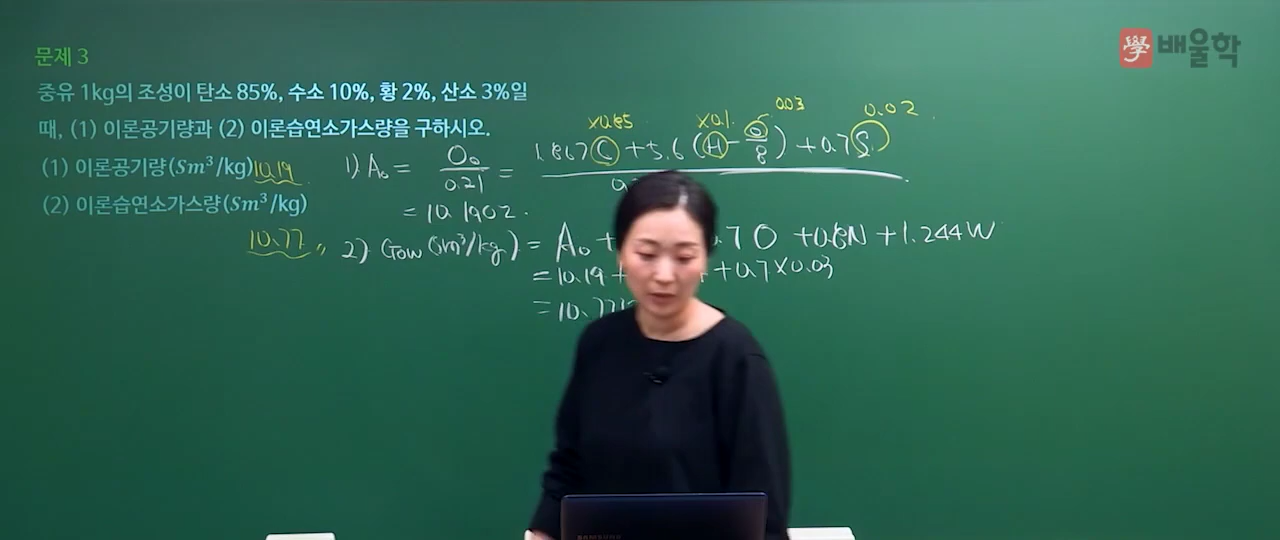 學 배울학
문제 3
중유 1kg의 조성이 탄소 85%, 수소 10%, 황 2%, 산소 3%일
때, (1) 이론공기량과 (2) 이론습연소가스량을 구하시오.
(1) 이론공기량(Sm³/kg) 10.19
(2) 이론습연소가스량(Sm³/kg)
10.77
×0.85 ×0.1 0.03 0.02
1) A₀ = O₀/0.21 = 1.867C + 5.6(H - O/8) + 0.7S
= 10.1902.
2) Gow (Sm³/kg) = A₀ + 0 + 0.8N + 1.244W
= 10.19 + + 0.7 × 0.03
= 10.77
SAMSUNG